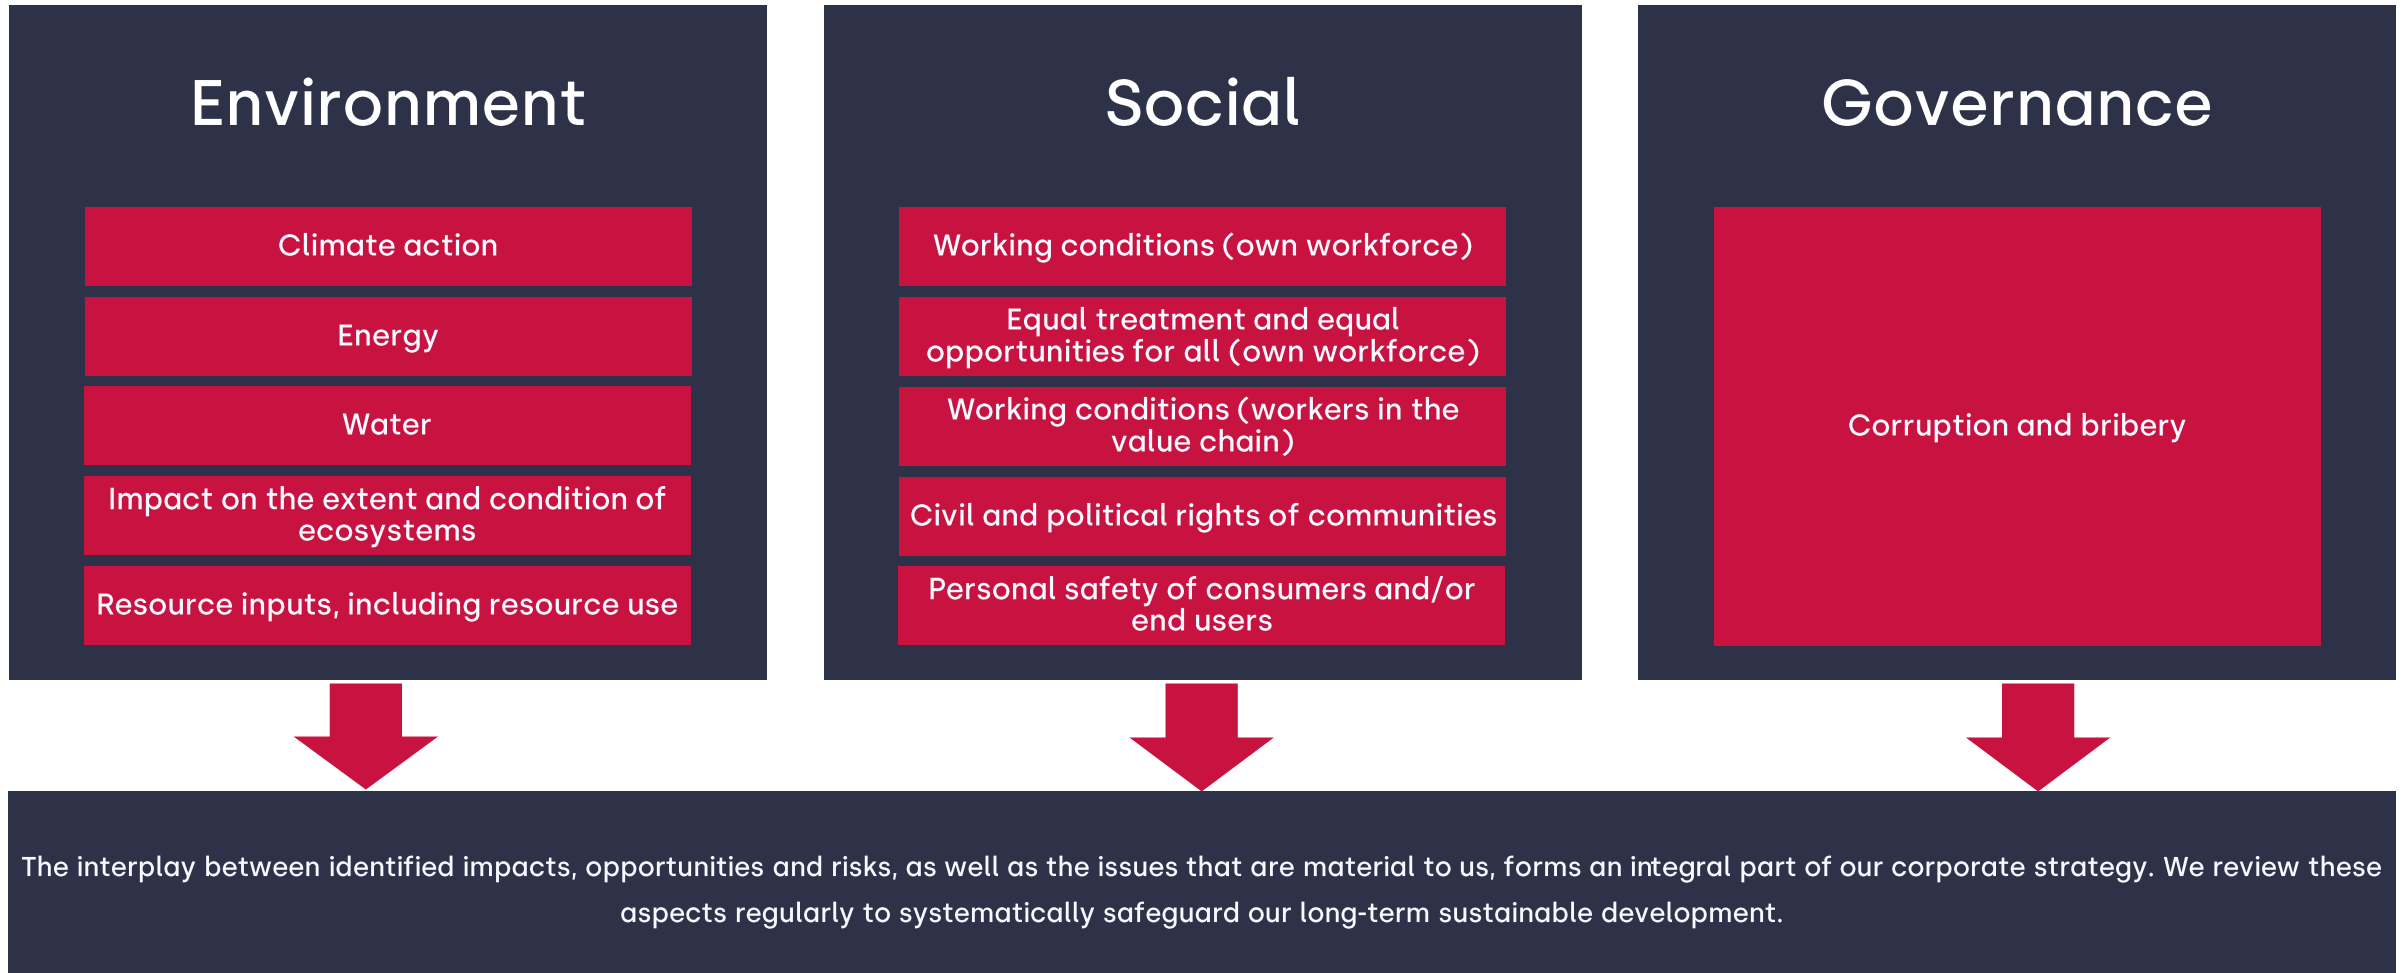 Environment
Climate action
Energy
Water
Impact on the extent and condition of
ecosystems
Resource inputs, including resource use
Social
Working conditions (own workforce)
Equal treatment and equal
opportunities for all (own workforce)
Working conditions (workers in the
value chain)
Civil and political rights of communities
Personal safety of consumers and/or
end users
Governance
Corruption and bribery
The interplay between identified impacts, opportunities and risks, as well as the issues that are material to us, forms an integral part of our corporate strategy. We review these
aspects regularly to systematically safeguard our long-term sustainable development.